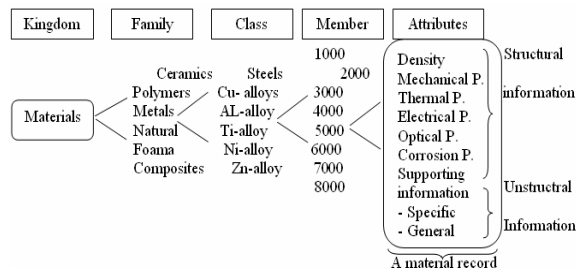 Kingdom
Family
Class
Member
Attributes
Materials
Ceramics
Polymers
Metals
Natural
Foama
Composites
Steels
Cu- alloys
AL-alloy
Ti-alloy
Ni-alloy
Zn-alloy
1000
2000
3000
4000
5000
6000
7000
8000
Density
Mechanical P.
Thermal P.
Electrical P.
Optical P.
Corrosion P.
Supporting
information
- Specific
- General
Structural
information
Unstructral
Information
A material record